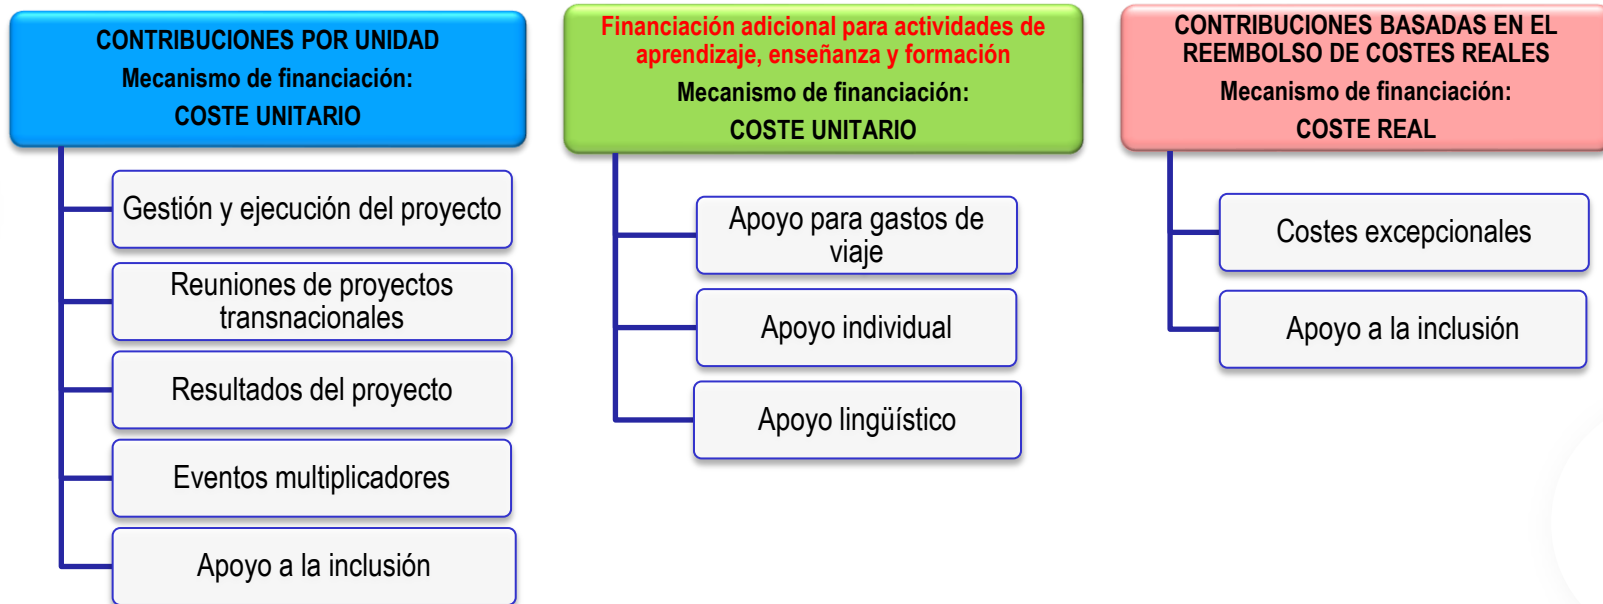 CONTRIBUCIONES POR UNIDAD
Mecanismo de financiación:
COSTE UNITARIO
Gestión y ejecución del proyecto
Reuniones de proyectos
transnacionales
Resultados del proyecto
Eventos multiplicadores
Apoyo a la inclusión
Financiación adicional para actividades de
aprendizaje, enseñanza y formación
Mecanismo de financiación:
COSTE UNITARIO
Apoyo para gastos de
viaje
Apoyo individual
Apoyo lingüístico
CONTRIBUCIONES BASADAS EN EL
REEMBOLSO DE COSTES REALES
Mecanismo de financiación:
COSTE REAL
Costes excepcionales
Apoyo a la inclusión